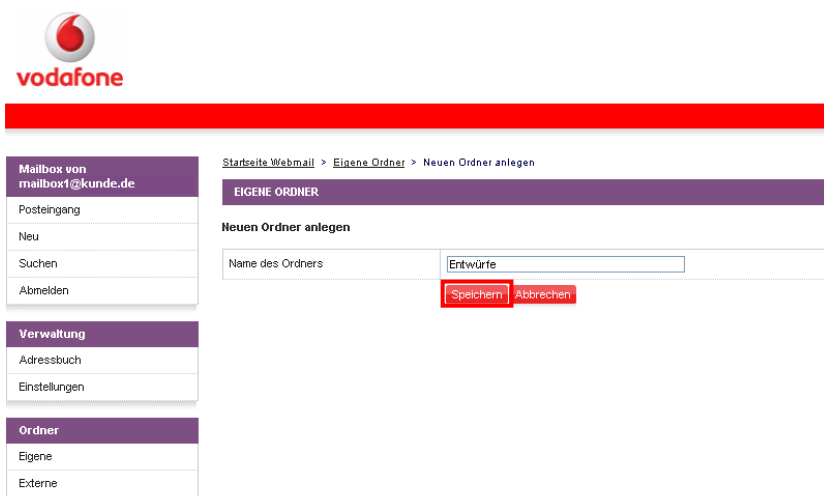 vodafone
Mailbox von
mailbox1@kunde.de
Posteingang
Neu
Suchen
Abmelden
Verwaltung
Adressbuch
Einstellungen
Ordner
Eigene
Externe
Startseite Webmail > Eigene Ordner > Neuen Ordner anlegen
EIGENE ORDNER
Neuen Ordner anlegen
Name des Ordners Entwürfe
Speichern Abbrechen